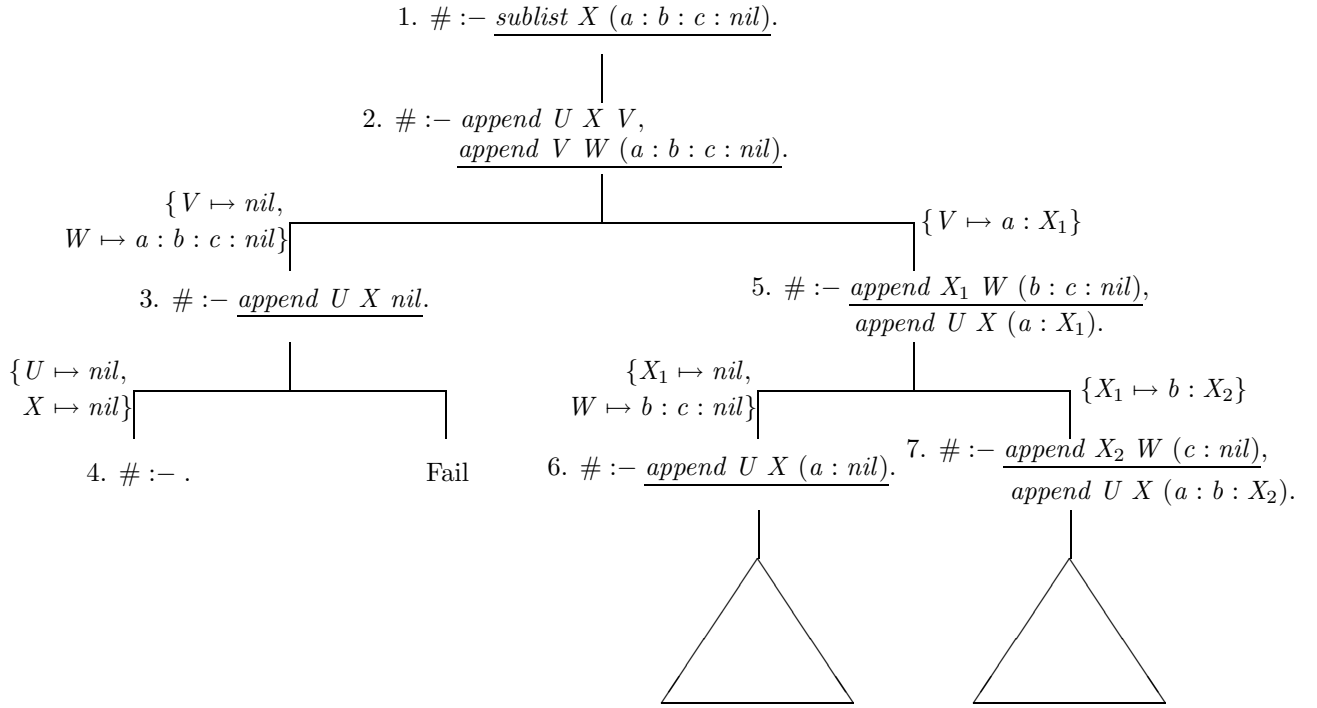 1. # :− sublist X (a : b : c : nil).
2. # :− append U X V,
append V W (a : b : c : nil).
{V ↦ nil,
W ↦ a : b : c : nil}
{V ↦ a : X₁}
3. # :− append U X nil.
5. # :− append X₁ W (b : c : nil),
append U X (a : X₁).
{U ↦ nil,
X ↦ nil}
{X₁ ↦ nil,
W ↦ b : c : nil}
{X₁ ↦ b : X₂}
4. # :− .
Fail
6. # :− append U X (a : nil).
7. # :− append X₂ W (c : nil),
append U X (a : b : X₂).